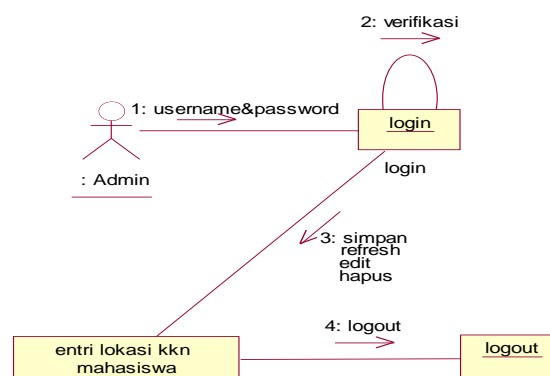 2: verifikasi
1: username&password
login
: Admin
login
3: simpan
refresh
edit
hapus
4: logout
entri lokasi kkn
mahasiswa
logout